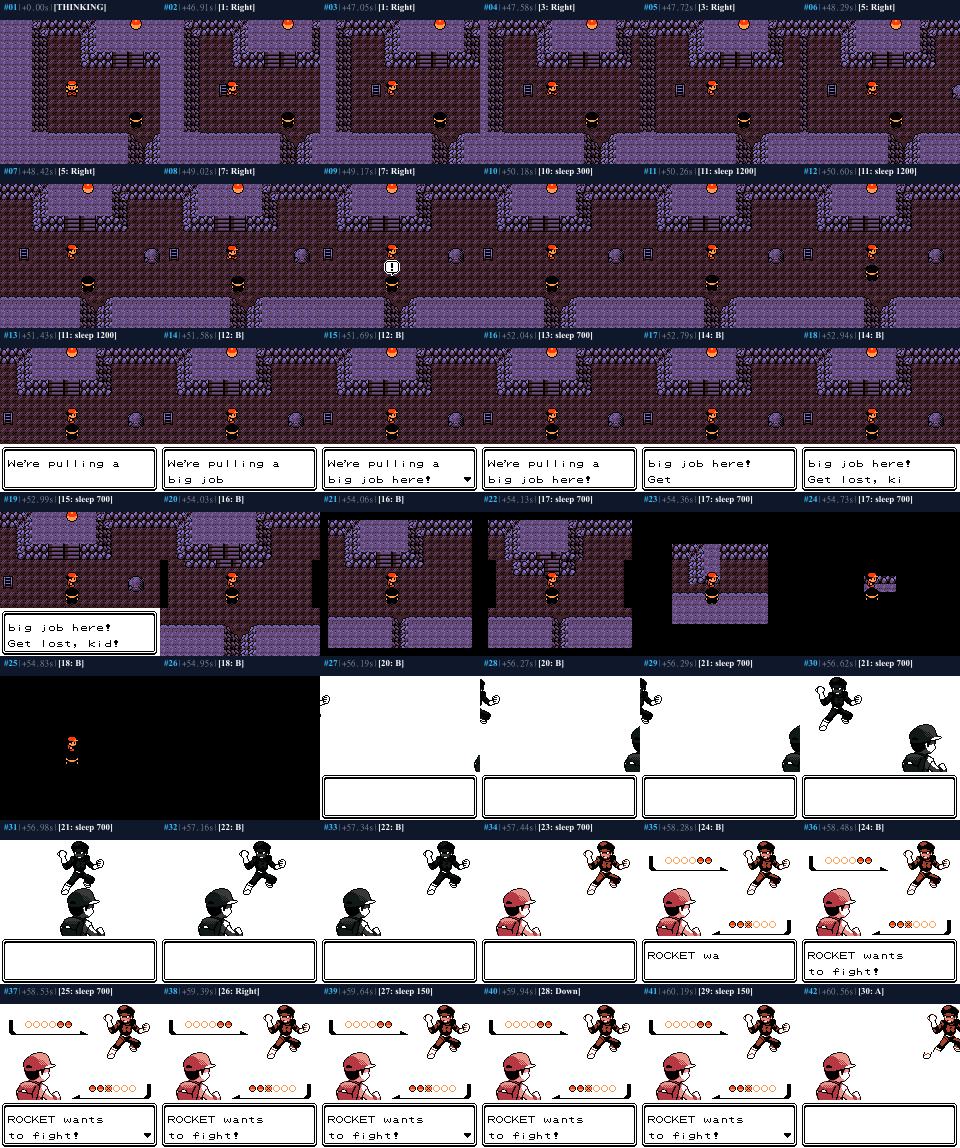 #01|+0.00s|[THINKING] #02|+46.91s|[1: Right] #03|+47.05s|[1: Right] #04|+47.58s|[3: Right] #05|+47.72s|[3: Right] #06|+48.29s|[5: Right]
#07|+48.42s|[5: Right] #08|+49.02s|[7: Right] #09|+49.17s|[7: Right] #10|+50.18s|[10: sleep 300] #11|+50.26s|[11: sleep 1200] #12|+50.60s|[11: sleep 1200]
!
#13|+51.43s|[11: sleep 1200] #14|+51.58s|[12: B] #15|+51.69s|[12: B] #16|+52.04s|[13: sleep 700] #17|+52.79s|[14: B] #18|+52.94s|[14: B]
We're pulling a
We're pulling a
big job
We're pulling a
big job here!
We're pulling a
big job here!
big job here!
Get
big job here!
Get lost, ki
#19|+52.99s|[15: sleep 700] #20|+54.03s|[16: B] #21|+54.06s|[16: B] #22|+54.13s|[17: sleep 700] #23|+54.36s|[17: sleep 700] #24|+54.73s|[17: sleep 700]
big job here!
Get lost, kid!
#25|+54.83s|[18: B] #26|+54.95s|[18: B] #27|+56.19s|[20: B] #28|+56.27s|[20: B] #29|+56.29s|[21: sleep 700] #30|+56.62s|[21: sleep 700]
#31|+56.98s|[21: sleep 700] #32|+57.16s|[22: B] #33|+57.34s|[22: B] #34|+57.44s|[23: sleep 700] #35|+58.28s|[24: B] #36|+58.48s|[24: B]
ROCKET wa
ROCKET wants
to fight!
#37|+58.53s|[25: sleep 700] #38|+59.39s|[26: Right] #39|+59.64s|[27: sleep 150] #40|+59.94s|[28: Down] #41|+60.19s|[29: sleep 150] #42|+60.56s|[30: A]
ROCKET wants
to fight!
ROCKET wants
to fight!
ROCKET wants
to fight!
ROCKET wants
to fight!
ROCKET wants
to fight!